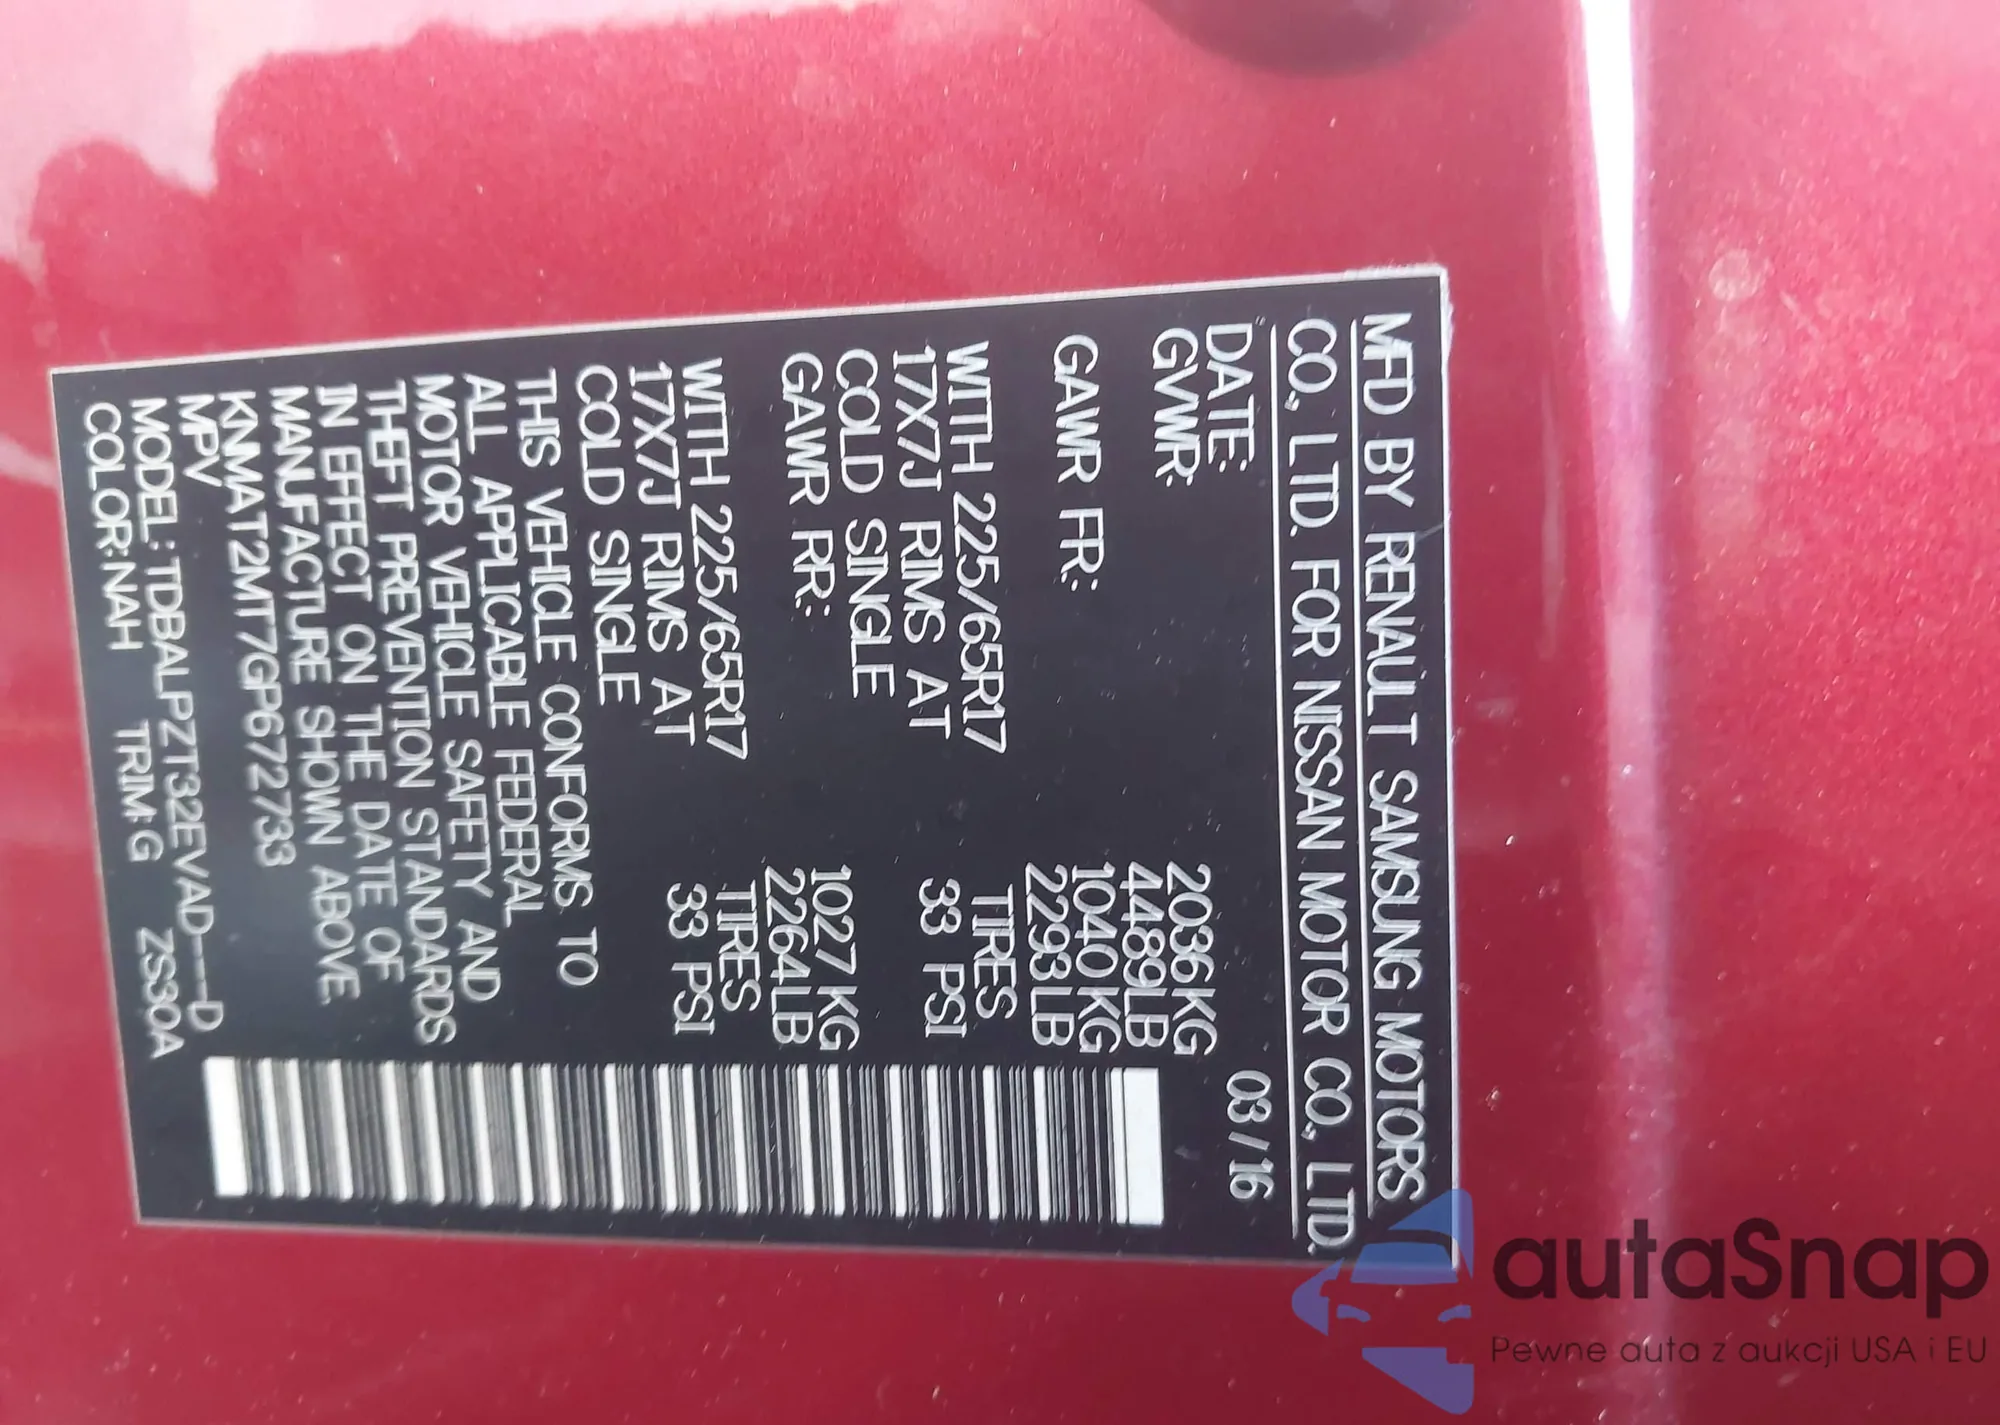 MFD BY RENAULT SAMSUNG MOTORS
CO., LTD. FOR NISSAN MOTOR CO., LTD.
DATE: 03/16
GVWR: 2036KG
4489LB
GAWR FR: 1040KG
2293LB
WITH 225/65R17 TIRES
17X7J RIMS AT 33 PSI
COLD SINGLE
GAWR RR: 1027KG
2264LB
WITH 225/65R17 TIRES
17X7J RIMS AT 33 PSI
COLD SINGLE
THIS VEHICLE CONFORMS TO
ALL APPLICABLE FEDERAL
MOTOR VEHICLE SAFETY AND
THEFT PREVENTION STANDARDS
IN EFFECT ON THE DATE OF
MANUFACTURE SHOWN ABOVE.
KNMAT2MT7GP672733
MPV
MODEL:TDBALPZT32EVAD---D
COLOR:NAH TRIM:G ZS30A
autaSnap
Pewne auta z aukcji USA i EU